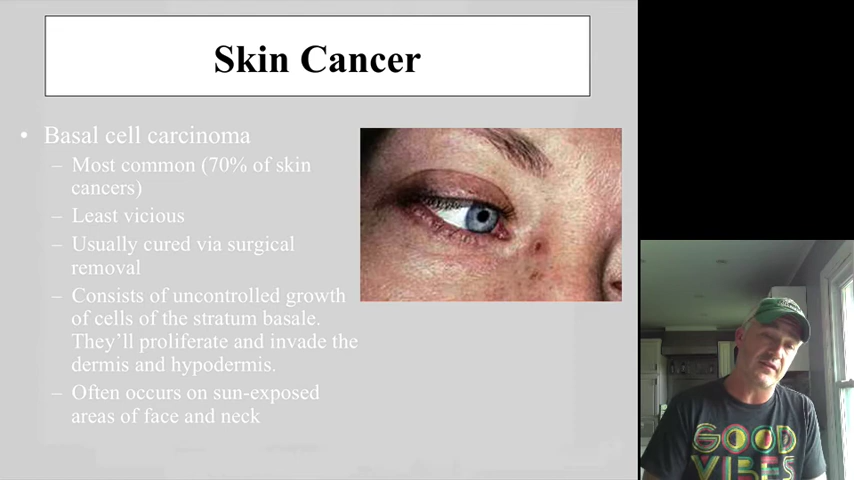 Skin Cancer
• Basal cell carcinoma
– Most common (70% of skin
cancers)
– Least vicious
– Usually cured via surgical
removal
– Consists of uncontrolled growth
of cells of the stratum basale.
They'll proliferate and invade the
dermis and hypodermis.
– Often occurs on sun-exposed
areas of face and neck
GOOD
VIBES